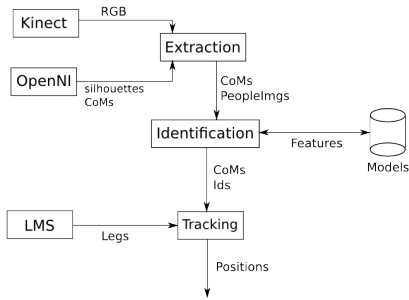 RGB
Kinect
Extraction
OpenNI
silhouettes
CoMs
CoMs
PeopleImgs
Identification
Features
Models
CoMs
Ids
LMS
Legs
Tracking
Positions